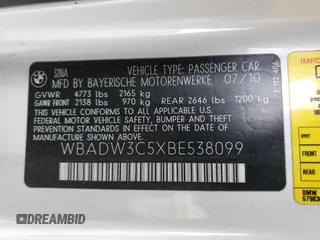 328iA
VEHICLE TYPE: PASSENGER CAR
MFD BY BAYERISCHE MOTORENWERKE 07/10
GVWR 4773 lbs 2165 kg
GAWR FRONT 2138 lbs 970 kg REAR 2646 lbs 1200 kg
THIS VEHICLE CONFORMS TO ALL APPLICABLE
U.S. FEDERAL MOTOR VEHICLE
SAFETY, BUMPER AND THEFT
PREVENTION STANDARDS IN EFFECT ON
THE DATE OF MANUFACTURE SHOWN ABOVE.
WBADW3C5XBE538099
FRONT
REAR
BMW
DREAMBID